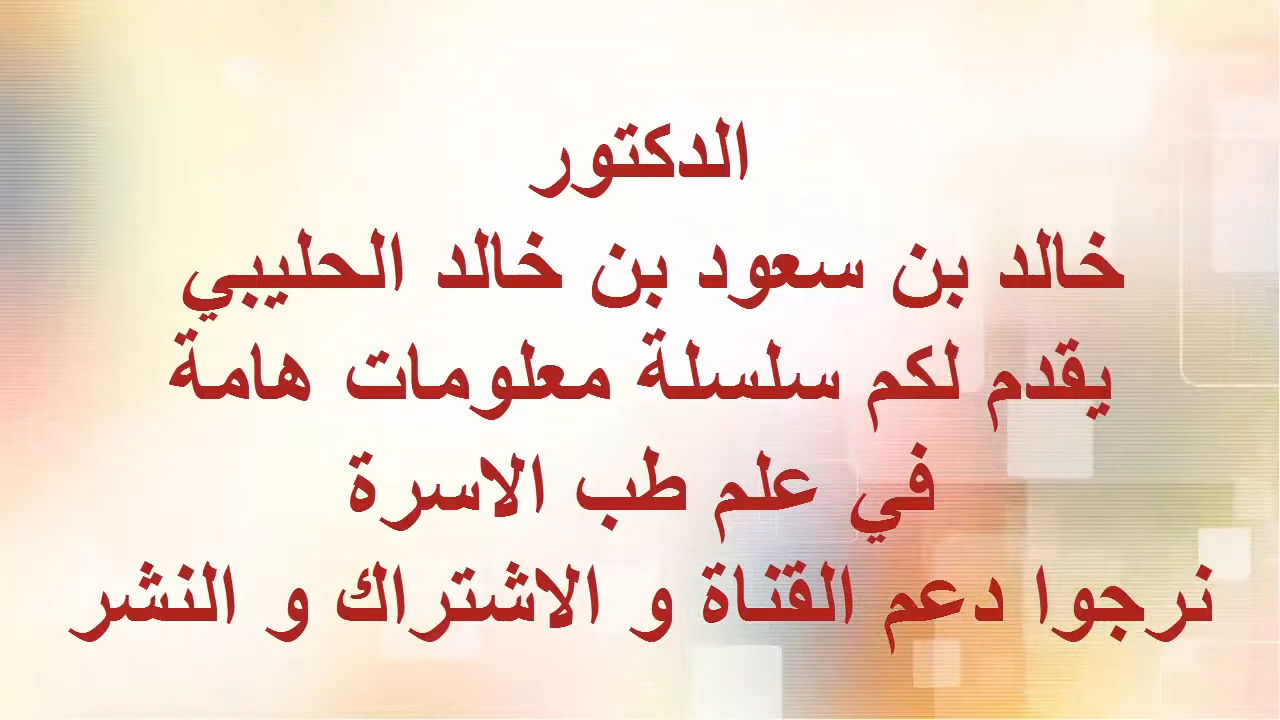 الدكتور
خالد بن سعود بن خالد الحليبي
يقدم لكم سلسلة معلومات هامة
في علم طب الاسرة
نرجوا دعم القناة و الاشتراك و النشر